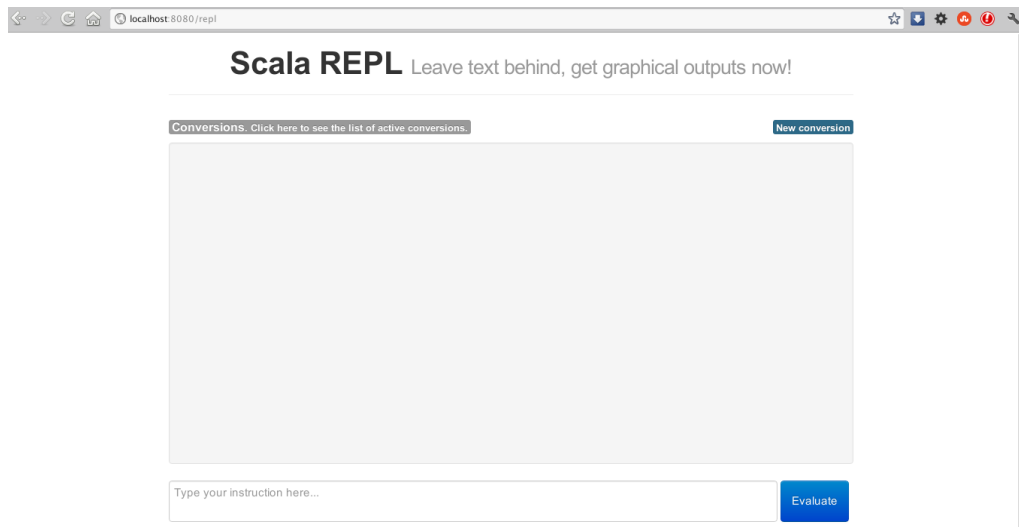 localhost:8080/repl
Scala REPL Leave text behind, get graphical outputs now!
Conversions. Click here to see the list of active conversions. New conversion
Type your instruction here...
Evaluate